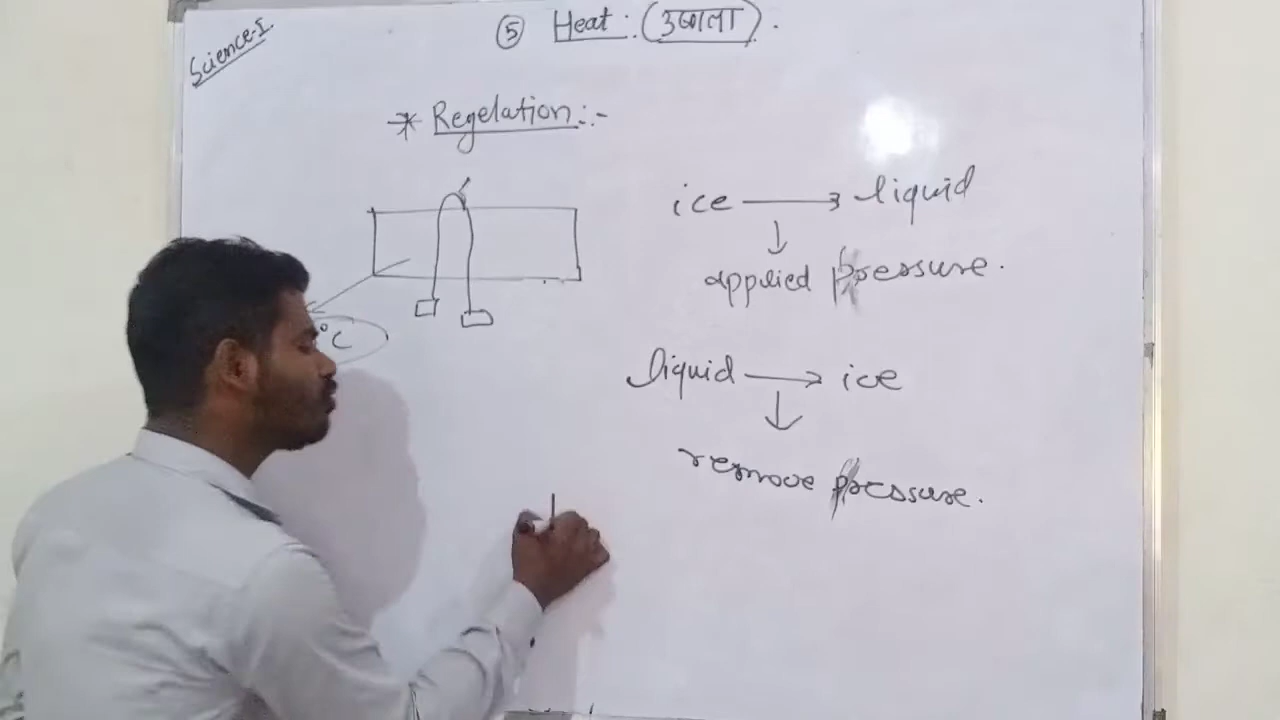 Science-I
⑤ Heat : (उष्णता).
* Regelation :-
ice → liquid
↓
applied pressure.
°C
liquid → ice
↓
remove pressure.